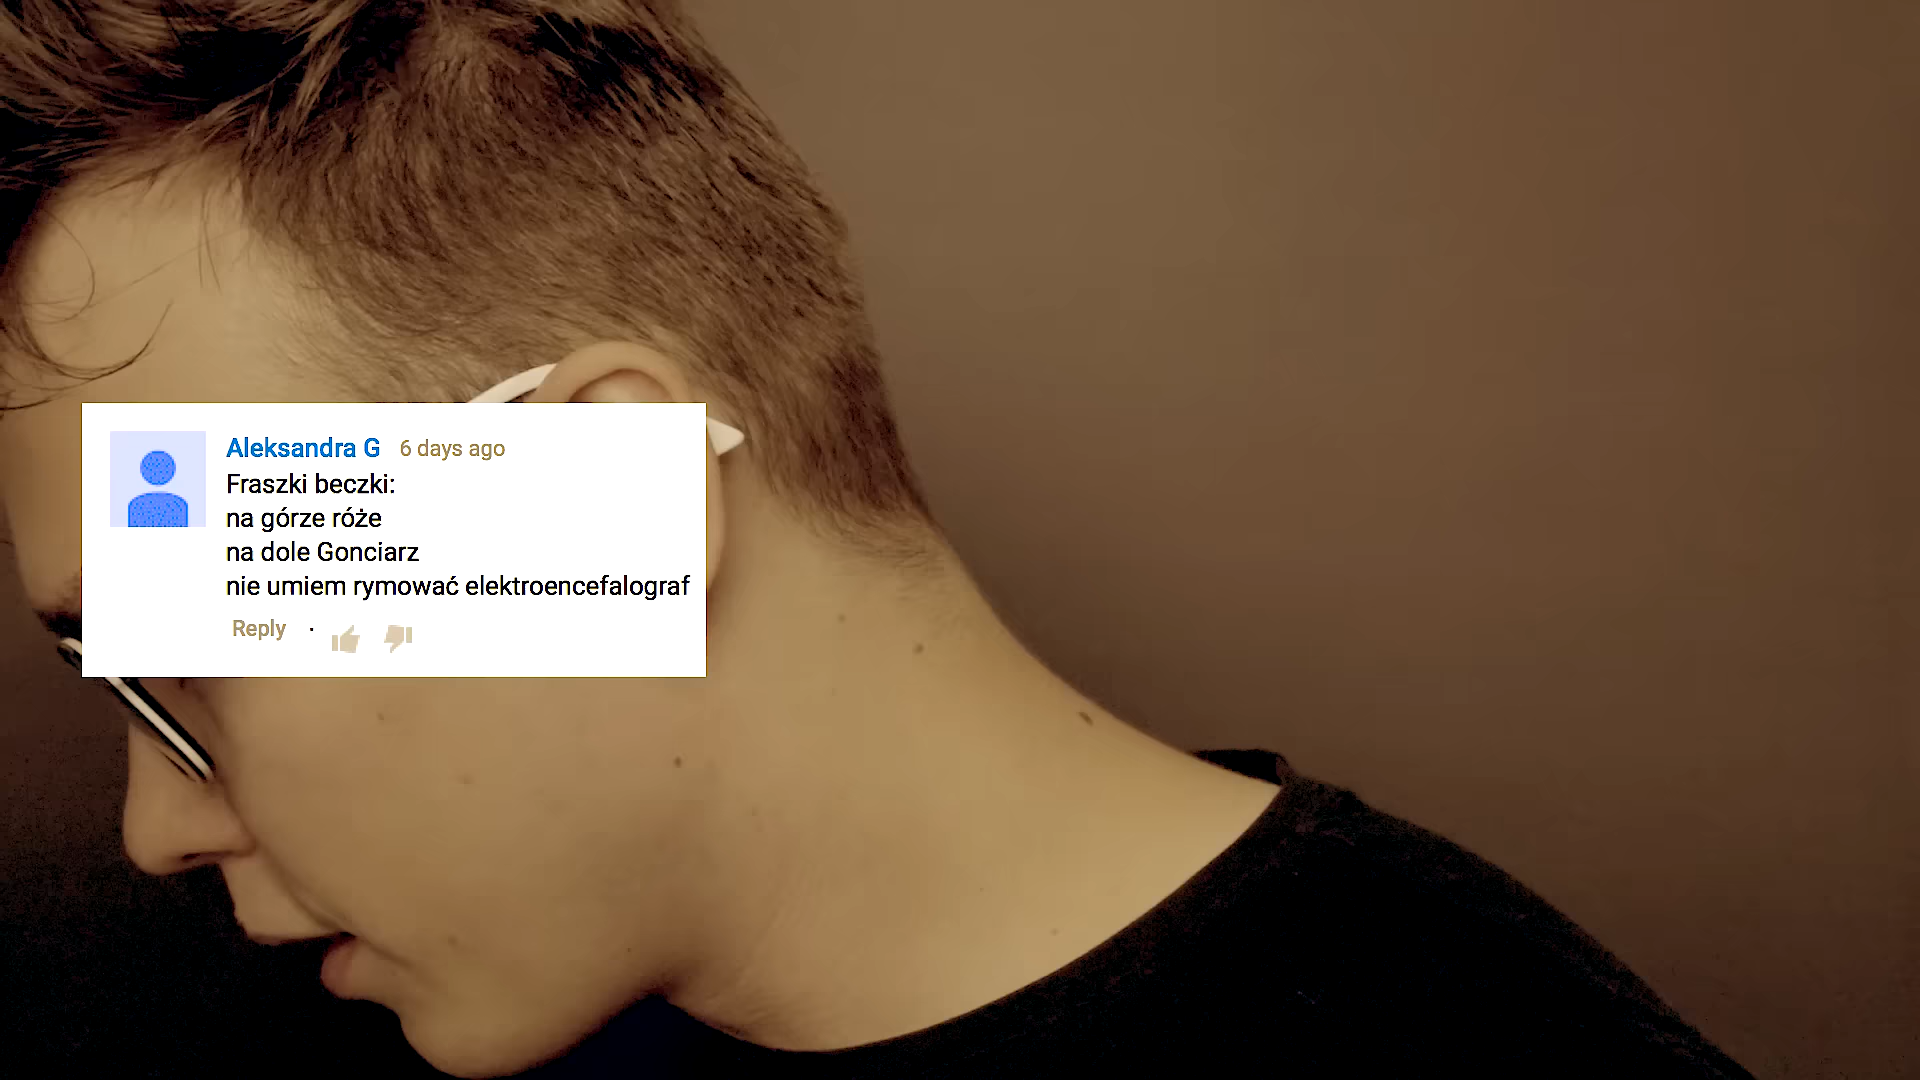 Aleksandra G 6 days ago
Fraszki beczki:
na górze róże
na dole Gonciarz
nie umiem rymować elektroencefalograf
Reply ·